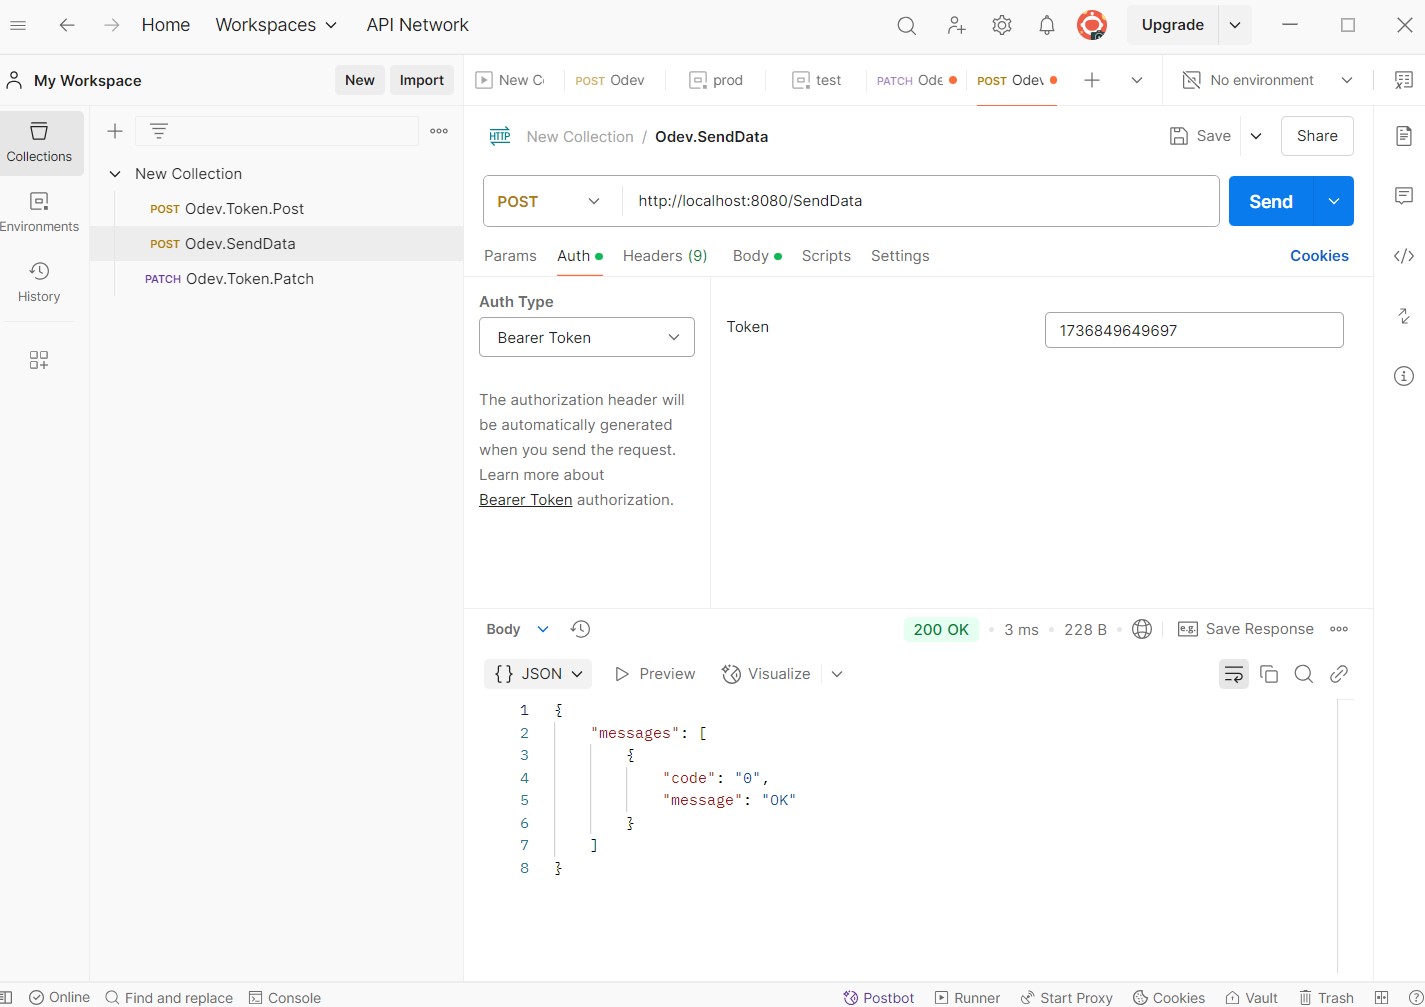 Home Workspaces API Network Upgrade
My Workspace New Import
New Co POST Odev prod test PATCH Ode POST Odev No environment
Collections
Environments
History
New Collection
POST Odev.Token.Post
POST Odev.SendData
PATCH Odev.Token.Patch
HTTP New Collection / Odev.SendData Save Share
POST http://localhost:8080/SendData Send
Params Auth Headers (9) Body Scripts Settings Cookies
Auth Type
Bearer Token
The authorization header will
be automatically generated
when you send the request.
Learn more about
Bearer Token authorization.
Token 1736849649697
Body 200 OK 3 ms 228 B e.g. Save Response
{} JSON Preview Visualize
1 {
2 "messages": [
3 {
4 "code": "0",
5 "message": "OK"
6 }
7 ]
8 }
Online Find and replace Console Postbot Runner Start Proxy Cookies Vault Trash